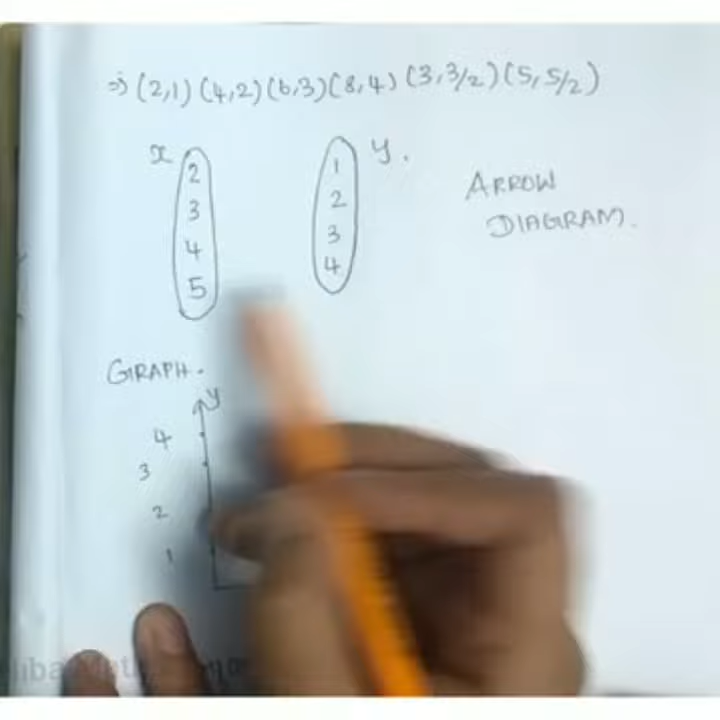 ⇒ (2,1) (4,2) (6,3) (8,4) (3,3/2) (5,5/2)
x y.
2 1
3 2
4 3
5 4
ARROW
DIAGRAM.
GRAPH.
y
4
3
2
1